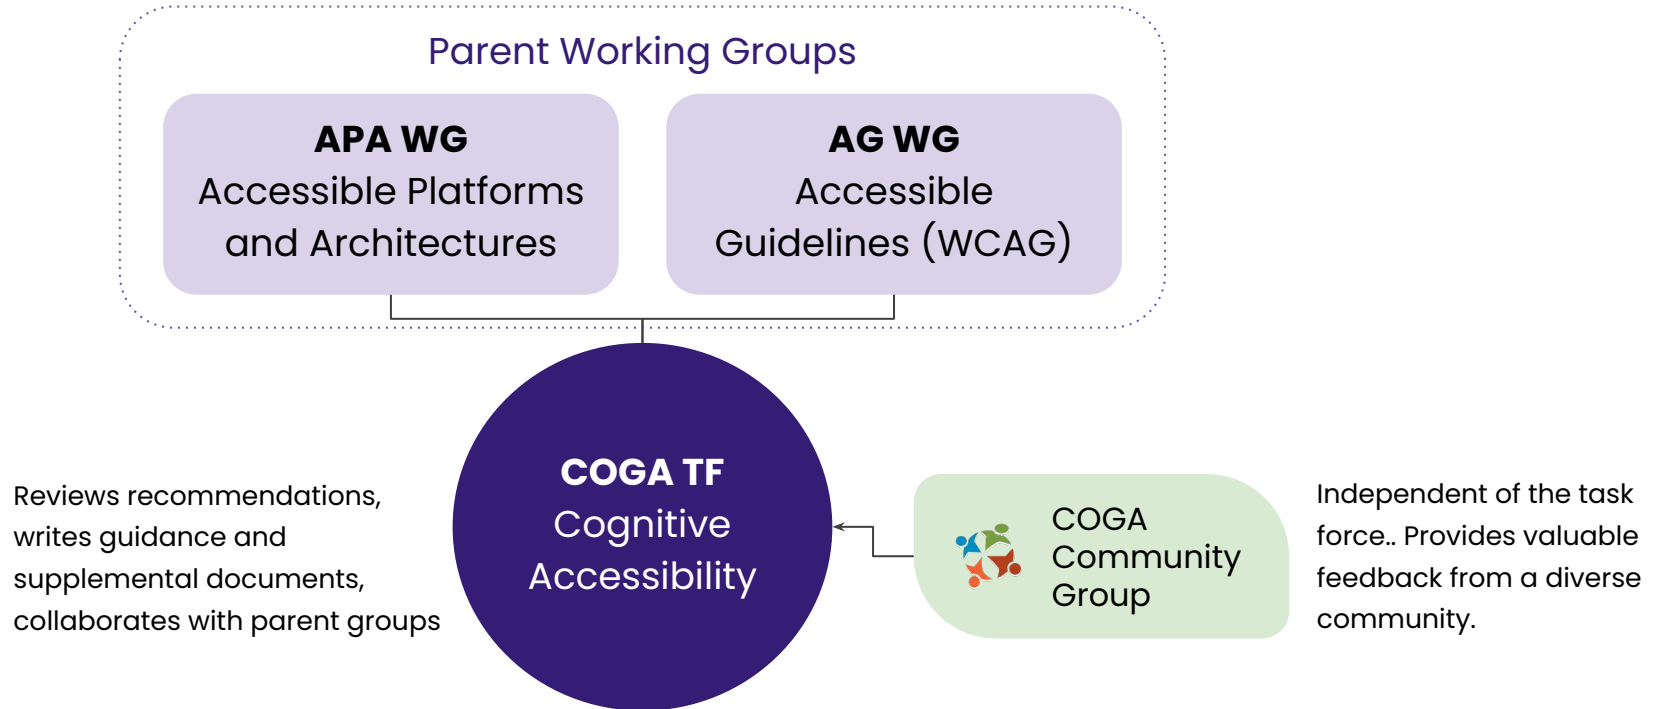 Parent Working Groups
APA WG
Accessible Platforms
and Architectures
AG WG
Accessible
Guidelines (WCAG)
COGA TF
Cognitive
Accessibility
Reviews recommendations,
writes guidance and
supplemental documents,
collaborates with parent groups
COGA
Community
Group
Independent of the task
force.. Provides valuable
feedback from a diverse
community.